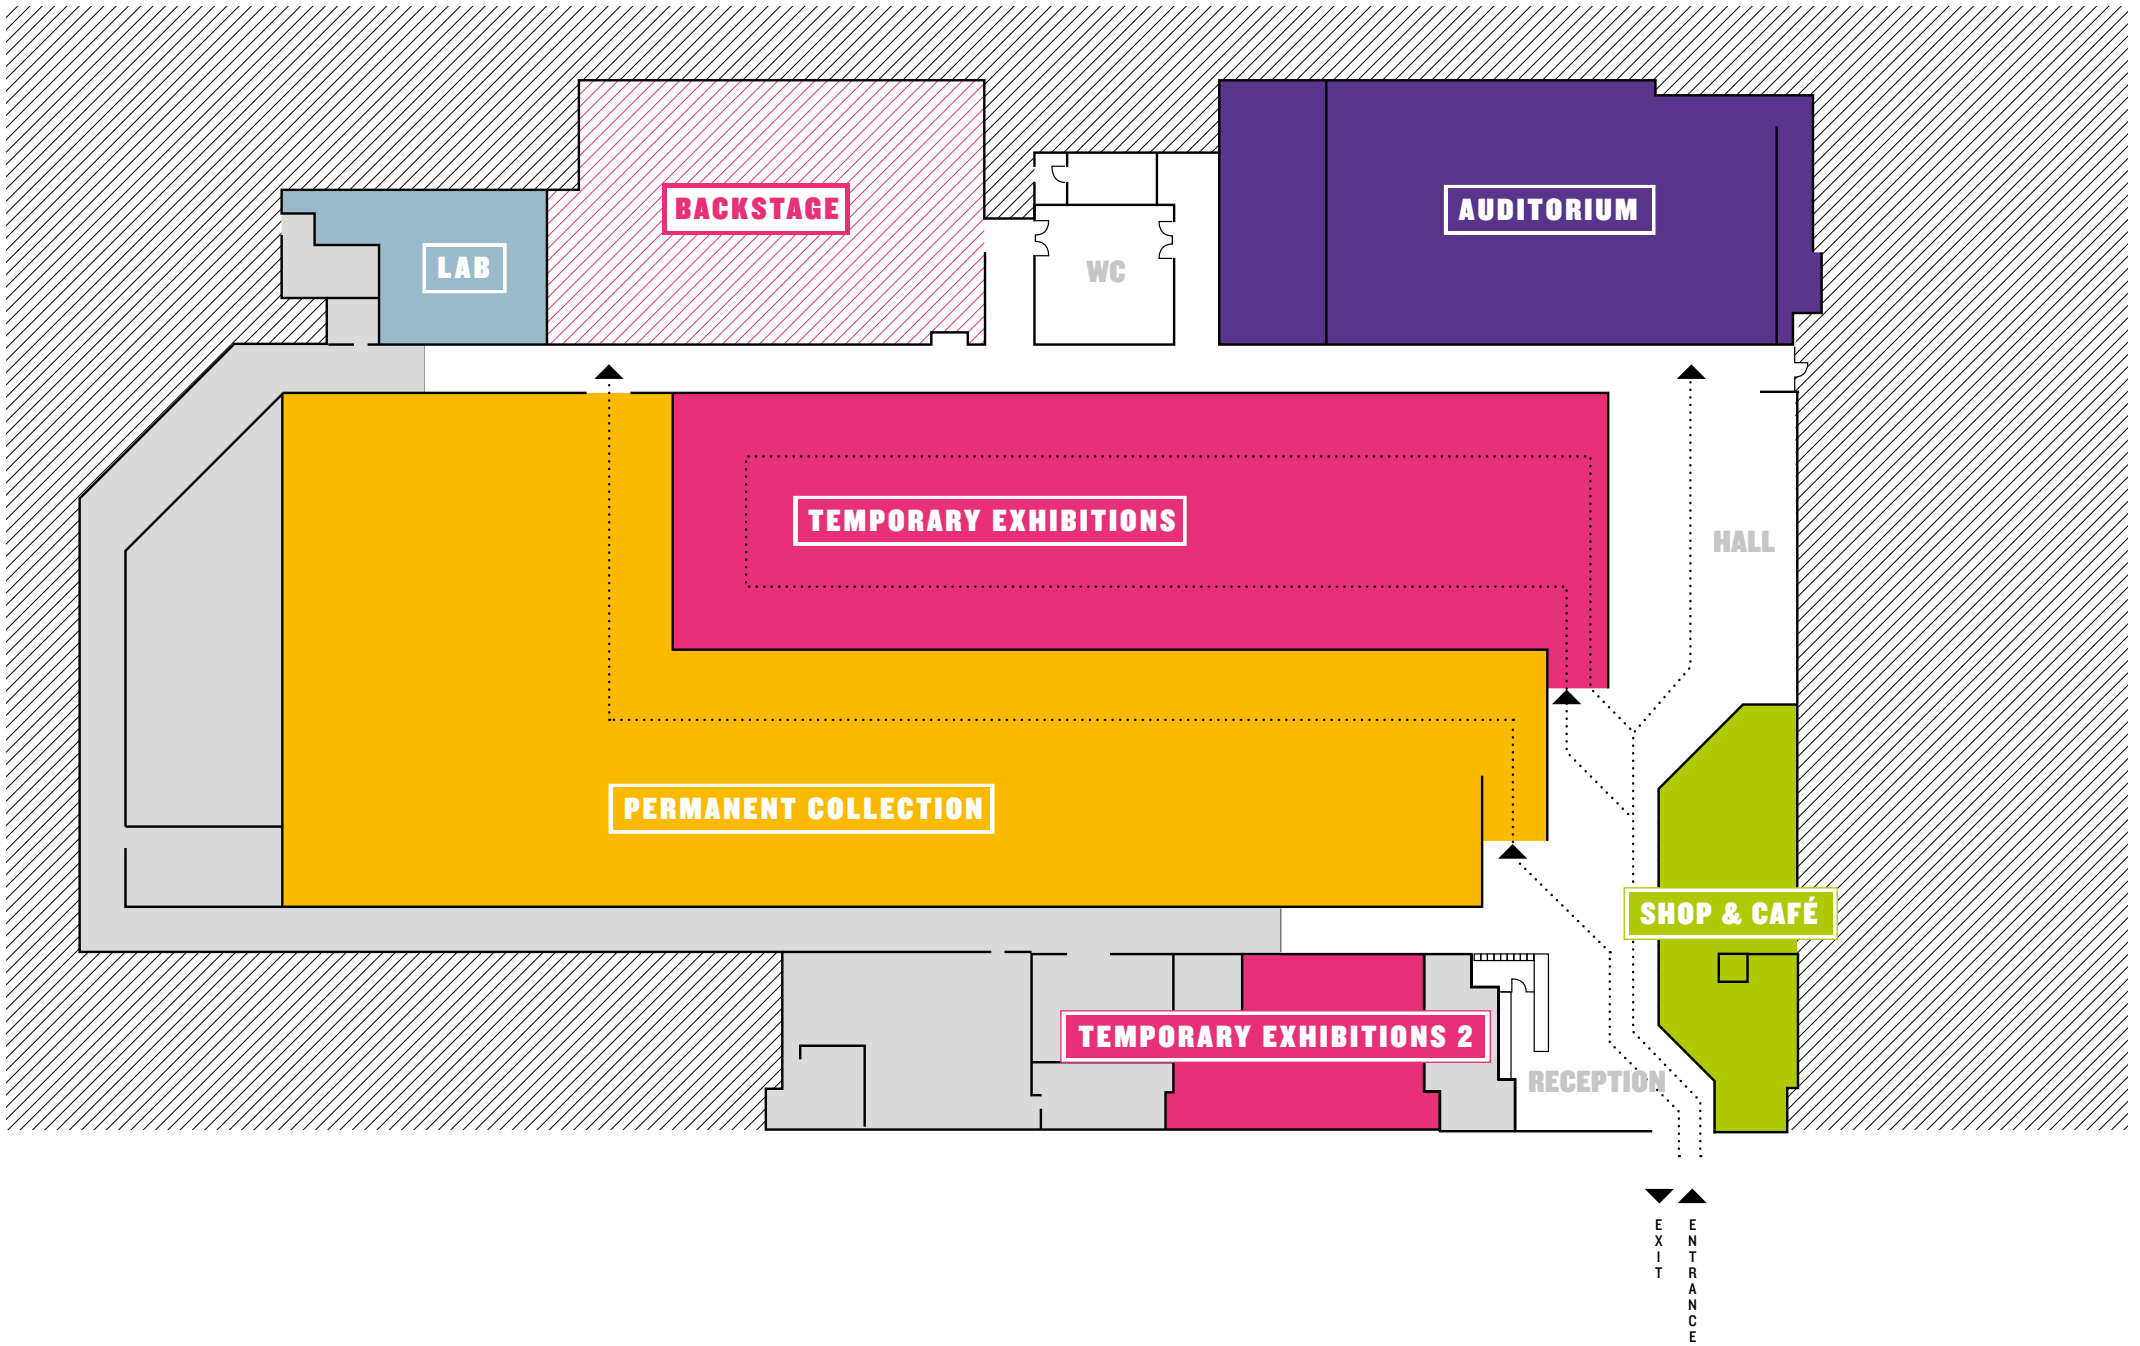 BACKSTAGE
AUDITORIUM
LAB
WC
TEMPORARY EXHIBITIONS
HALL
PERMANENT COLLECTION
SHOP & CAFÉ
TEMPORARY EXHIBITIONS 2
RECEPTION
EXIT
ENTRANCE